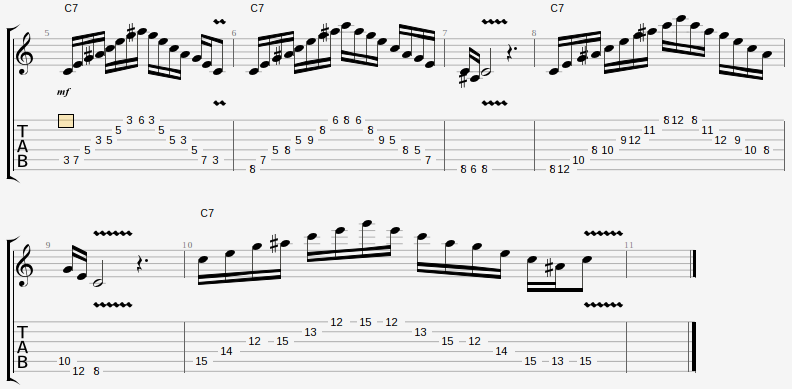 C7 C7 C7
5 6 7 8
mf
3 6 3 6 8 6 8 12 8
T 5 5 8 8 11 11
3 5 5 3 5 9 9 5 9 12 12 9
A 5 5 5 8 8 5 8 10 10 8
B 3 7 7 3 7 7 10
8 8 6 8 8 12
C7
9 10 11
12 15 12
T 13 13
12 15 15 12
A 14 14
B 10 15 15 13 15
12 8